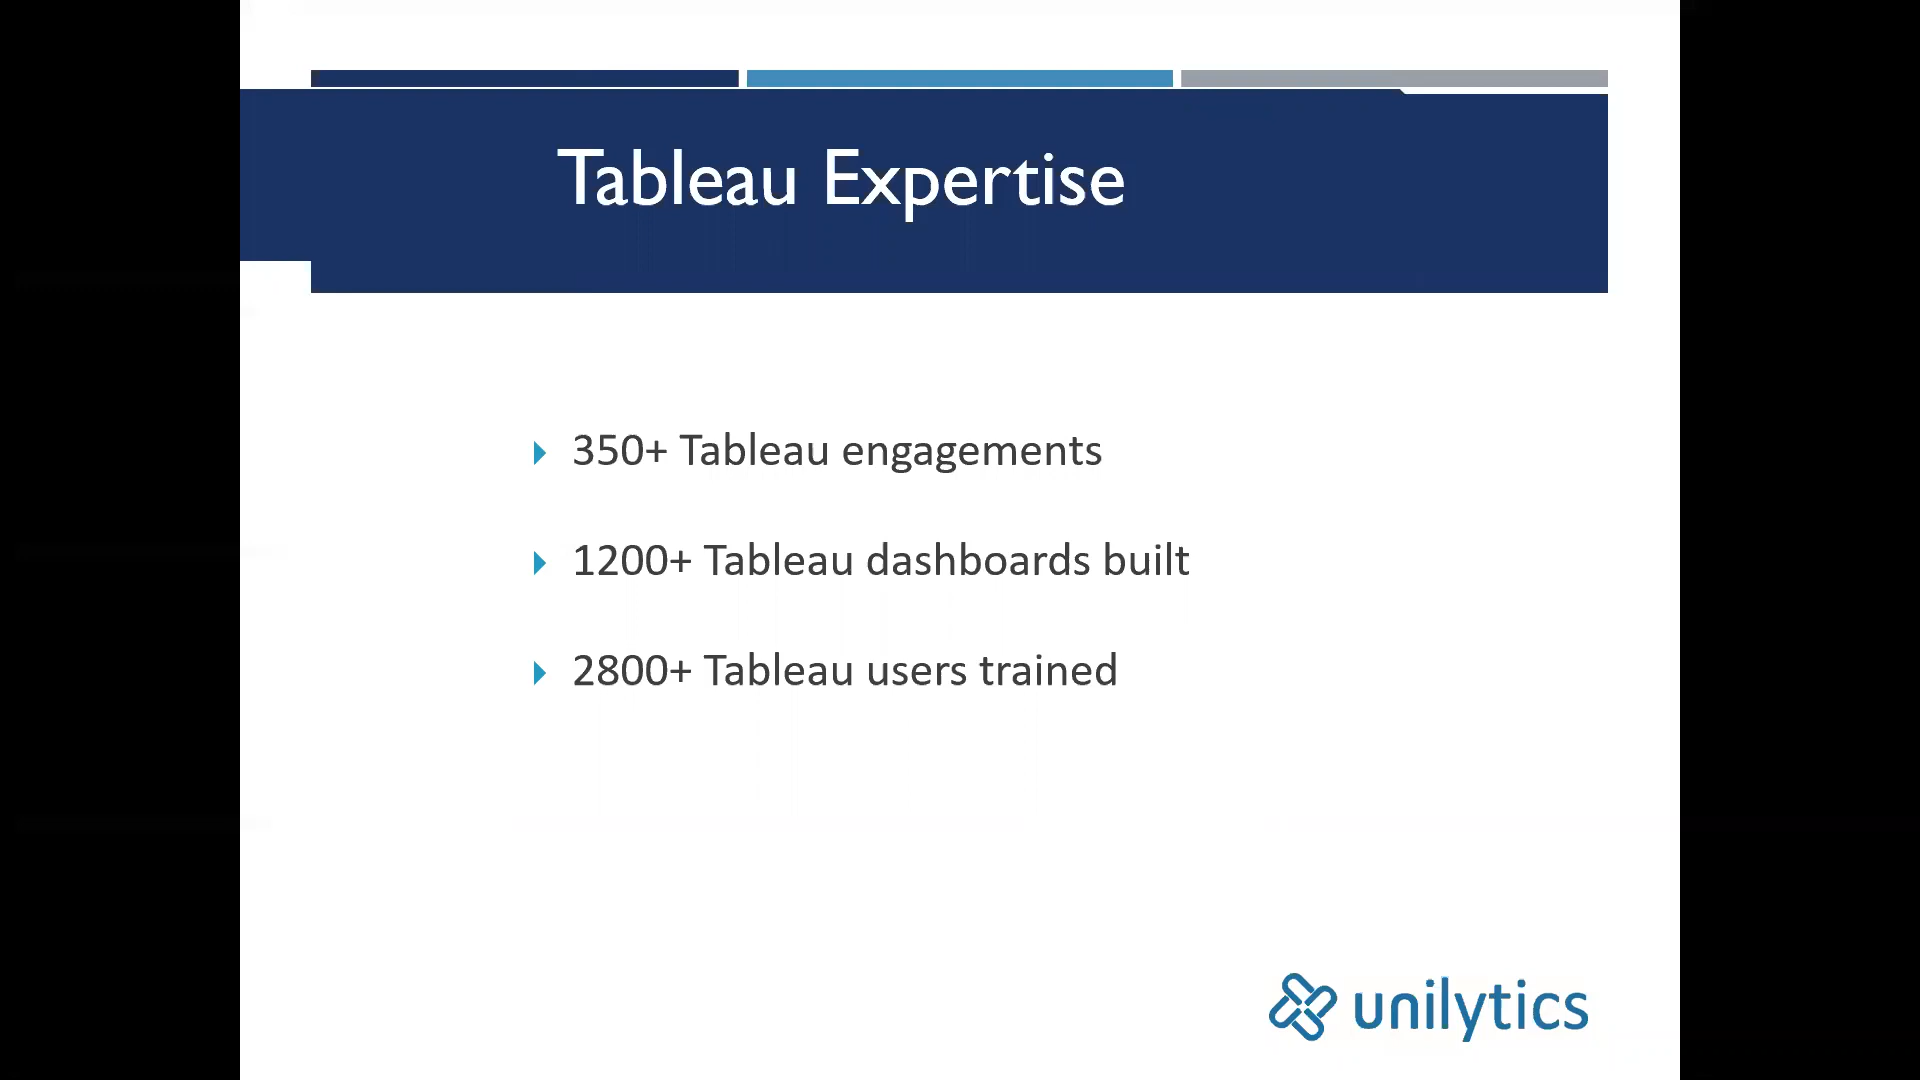 Tableau Expertise
350+ Tableau engagements
1200+ Tableau dashboards built
2800+ Tableau users trained
unilytics